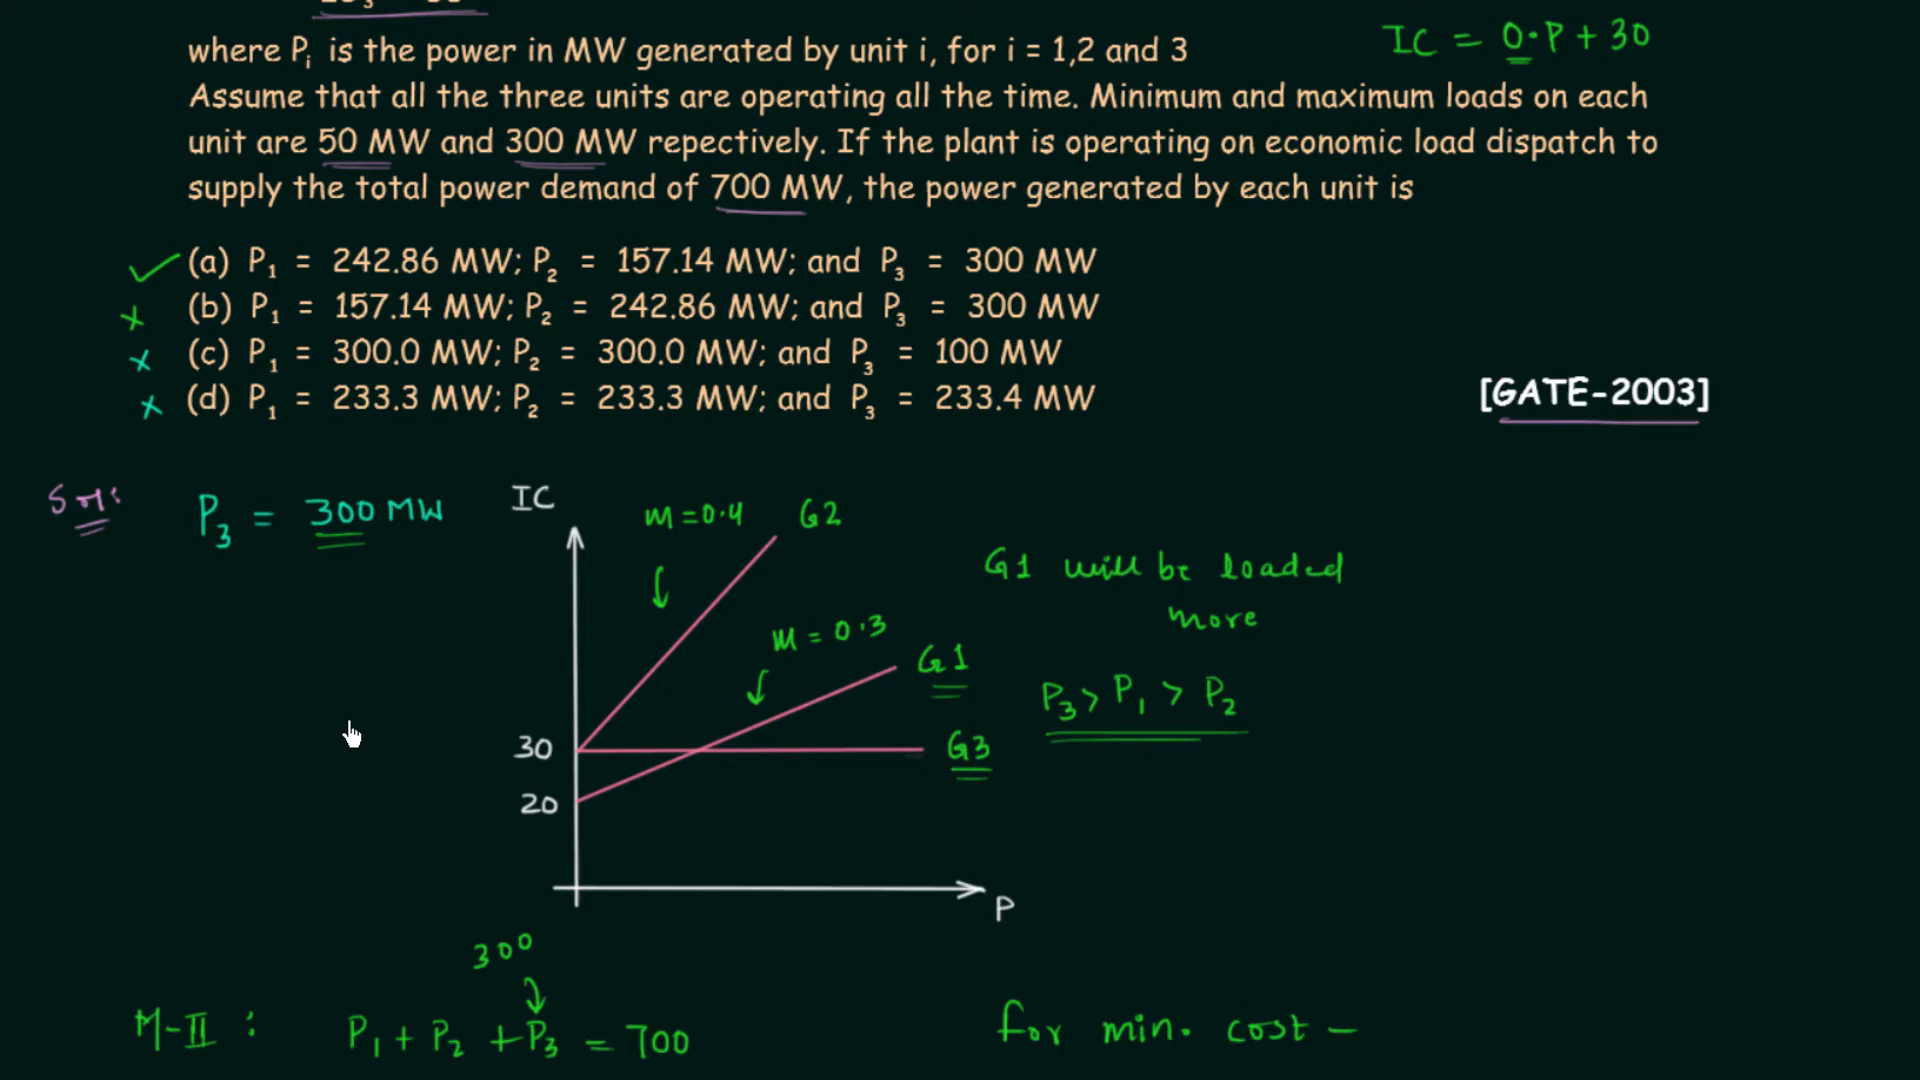 IC = 0.P + 30
where Pi is the power in MW generated by unit i, for i = 1,2 and 3
Assume that all the three units are operating all the time. Minimum and maximum loads on each
unit are 50 MW and 300 MW repectively. If the plant is operating on economic load dispatch to
supply the total power demand of 700 MW, the power generated by each unit is
(a) P1 = 242.86 MW; P2 = 157.14 MW; and P3 = 300 MW
(b) P1 = 157.14 MW; P2 = 242.86 MW; and P3 = 300 MW
(c) P1 = 300.0 MW; P2 = 300.0 MW; and P3 = 100 MW
(d) P1 = 233.3 MW; P2 = 233.3 MW; and P3 = 233.4 MW
[GATE-2003]
Sol:
P3 = 300 MW
IC
m = 0.4
G2
G1 will be loaded
more
m = 0.3
G1
P3 > P1 > P2
30
G3
20
P
300
M-II :
P1 + P2 + P3 = 700
for min. cost –